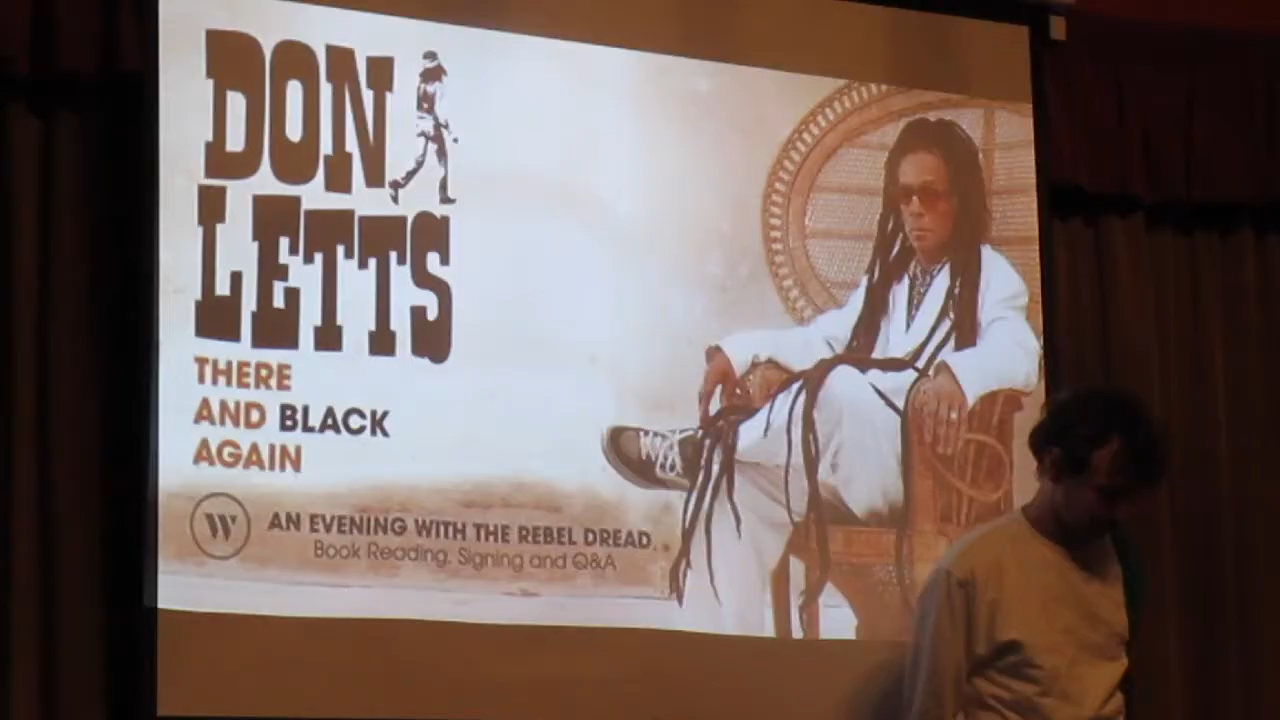 DON
LETTS
THERE
AND BLACK
AGAIN
W
AN EVENING WITH THE REBEL DREAD
Book Reading, Signing and Q&A